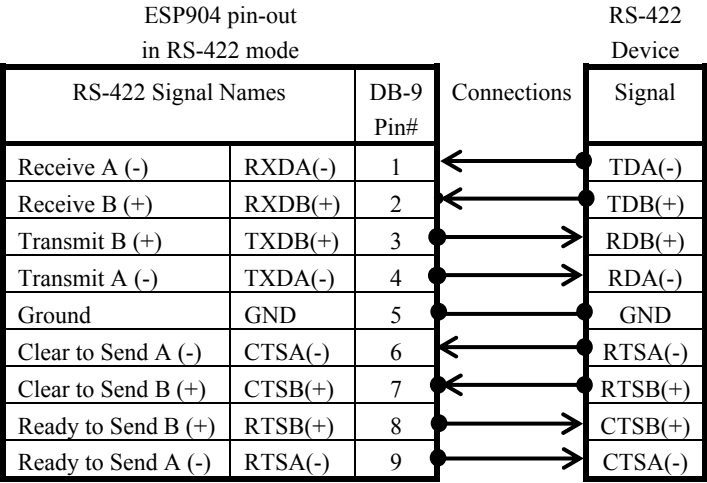 ESP904 pin-out RS-422
in RS-422 mode Device
RS-422 Signal Names DB-9 Connections Signal
Pin#
Receive A (-) RXDA(-) 1 TDA(-)
Receive B (+) RXDB(+) 2 TDB(+)
Transmit B (+) TXDB(+) 3 RDB(+)
Transmit A (-) TXDA(-) 4 RDA(-)
Ground GND 5 GND
Clear to Send A (-) CTSA(-) 6 RTSA(-)
Clear to Send B (+) CTSB(+) 7 RTSB(+)
Ready to Send B (+) RTSB(+) 8 CTSB(+)
Ready to Send A (-) RTSA(-) 9 CTSA(-)